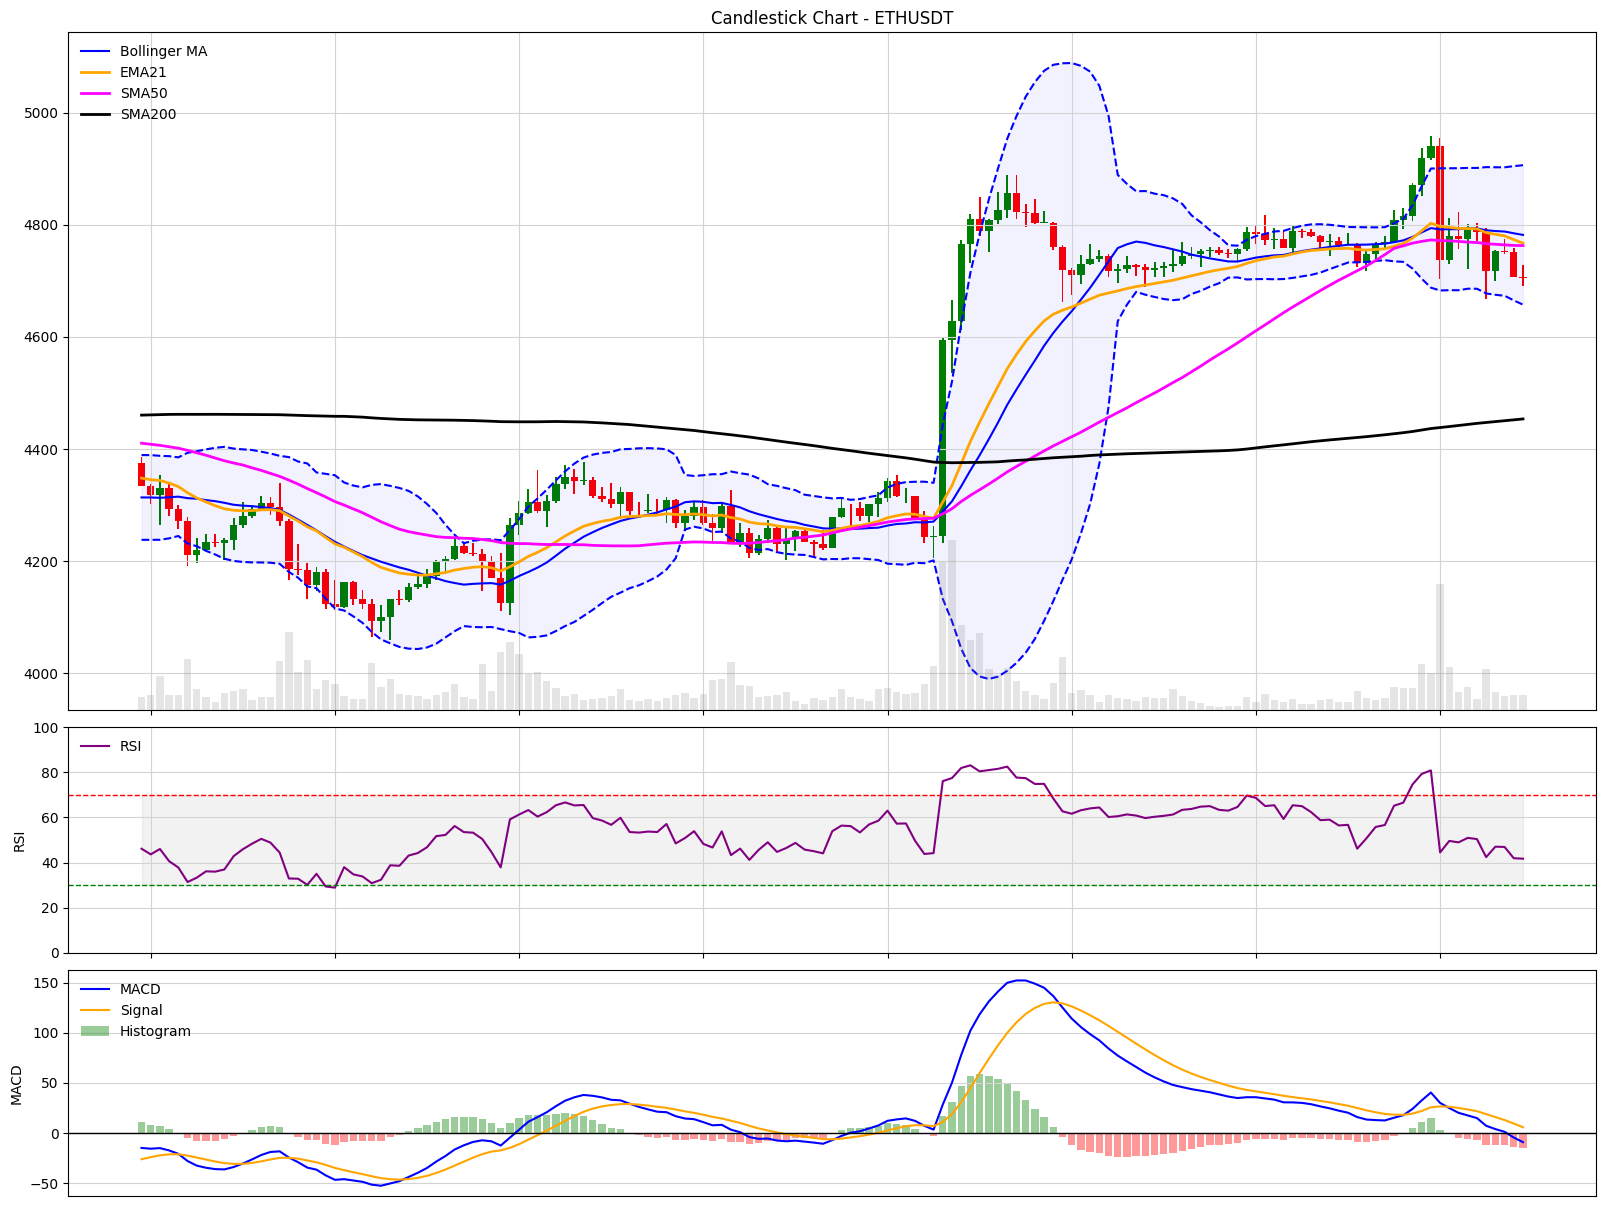 Candlestick Chart - ETHUSDT
Bollinger MA
EMA21
SMA50
SMA200
5000
4800
4600
4400
4200
4000
100
80
60
40
20
0
RSI
RSI
150
100
50
0
−50
MACD
MACD
Signal
Histogram